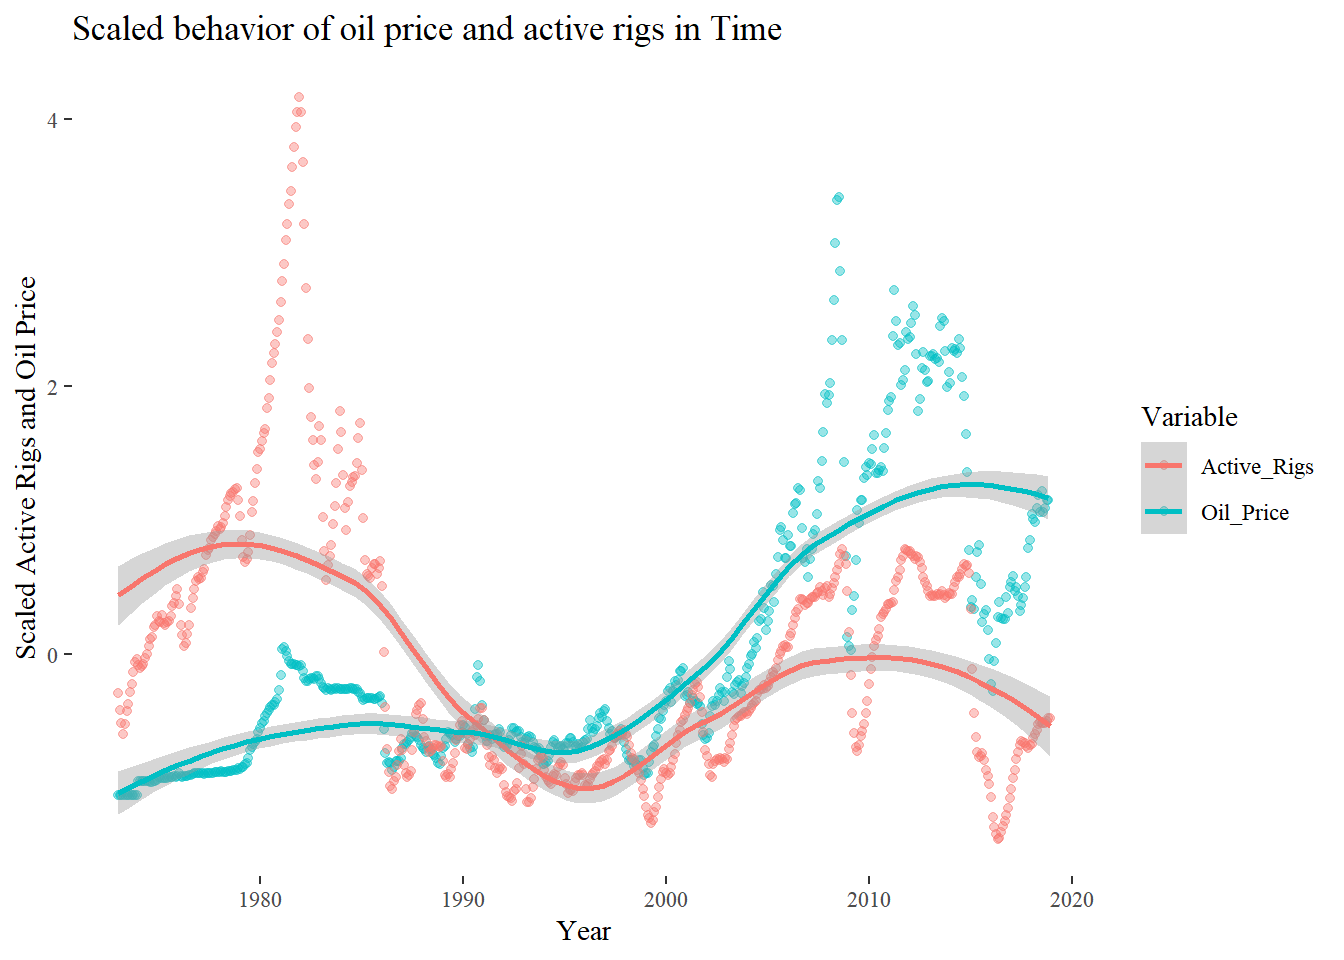 Scaled behavior of oil price and active rigs in Time
Scaled Active Rigs and Oil Price
4
2
0
1980
1990
2000
2010
2020
Year
Variable
Active_Rigs
Oil_Price